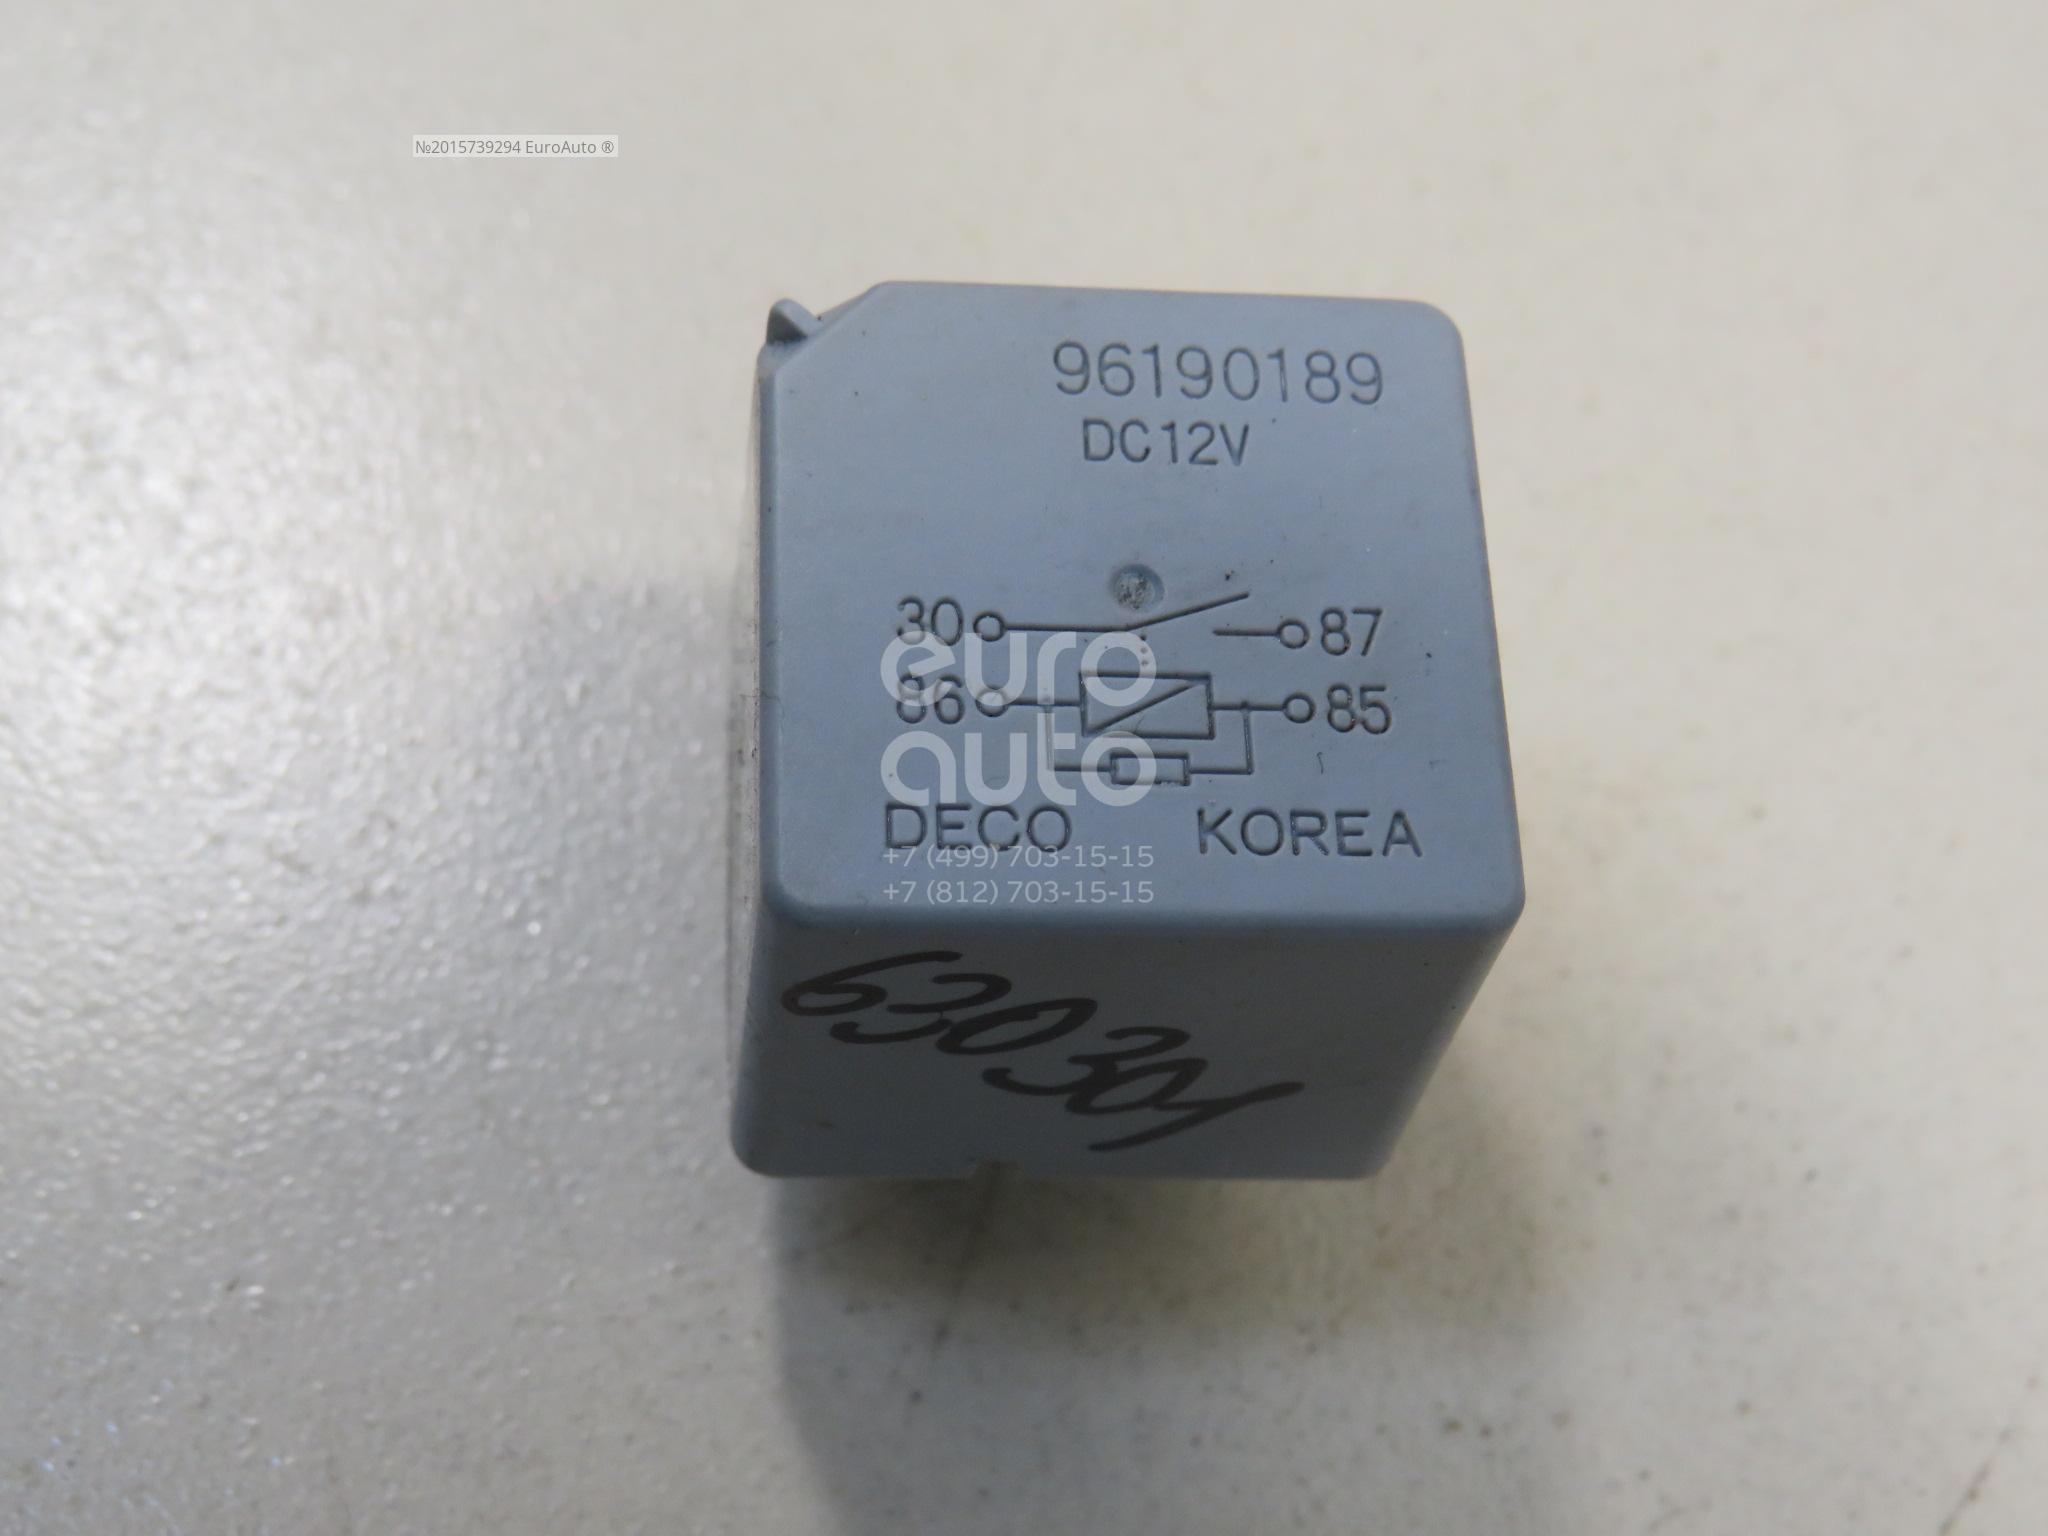 №2015739294 EuroAuto ®
96190189
DC12V
30 87
86 85
euro
auto
DECO KOREA
+7 (499) 703-15-15
+7 (812) 703-15-15